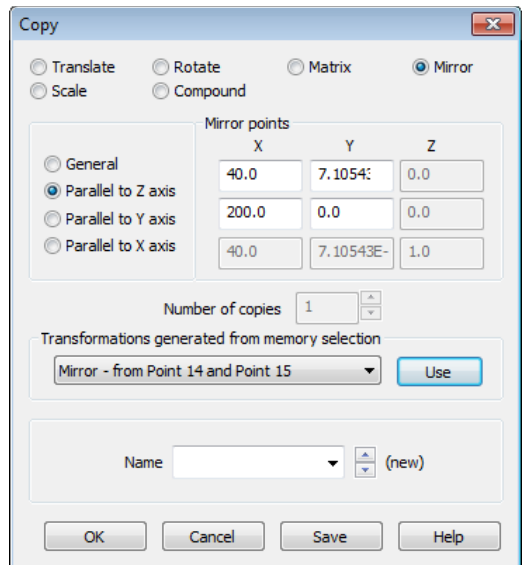 Copy
Translate Rotate Matrix Mirror
Scale Compound
Mirror points
X Y Z
General
40.0 7.10543 0.0
Parallel to Z axis
200.0 0.0 0.0
Parallel to Y axis
Parallel to X axis
40.0 7.10543E- 1.0
Number of copies 1
Transformations generated from memory selection
Mirror - from Point 14 and Point 15 Use
Name (new)
OK Cancel Save Help